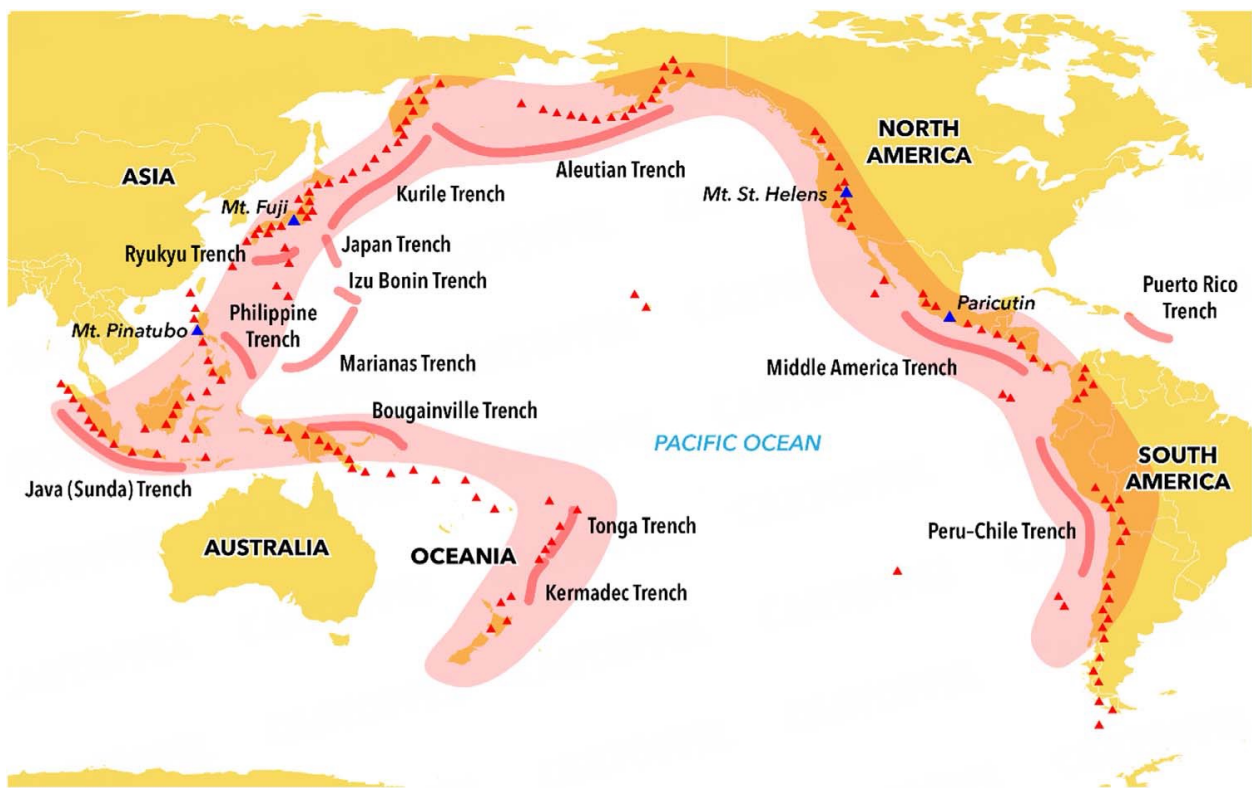 NORTH
AMERICA
ASIA
Aleutian Trench
Mt. St. Helens
Kurile Trench
Mt. Fuji
Japan Trench
Ryukyu Trench
Izu Bonin Trench
Puerto Rico
Trench
Paricutin
Philippine
Trench
Mt. Pinatubo
Marianas Trench
Middle America Trench
Bougainville Trench
PACIFIC OCEAN
SOUTH
AMERICA
Java (Sunda) Trench
Tonga Trench
Peru–Chile Trench
AUSTRALIA
OCEANIA
Kermadec Trench